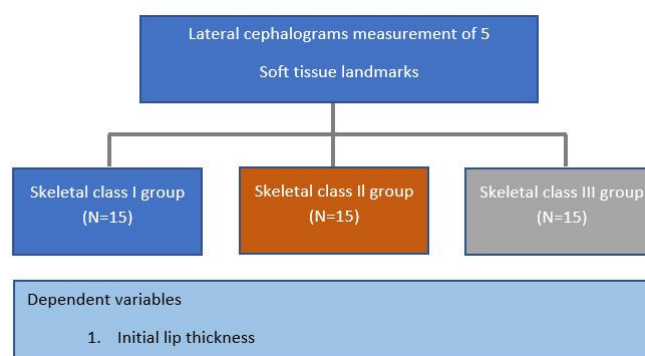 Lateral cephalograms measurement of 5
Soft tissue landmarks
Skeletal class I group
(N=15)
Skeletal class Il group
(N=15)
Skeletal class III group
(N=15)
Dependent variables
1. Initial lip thickness